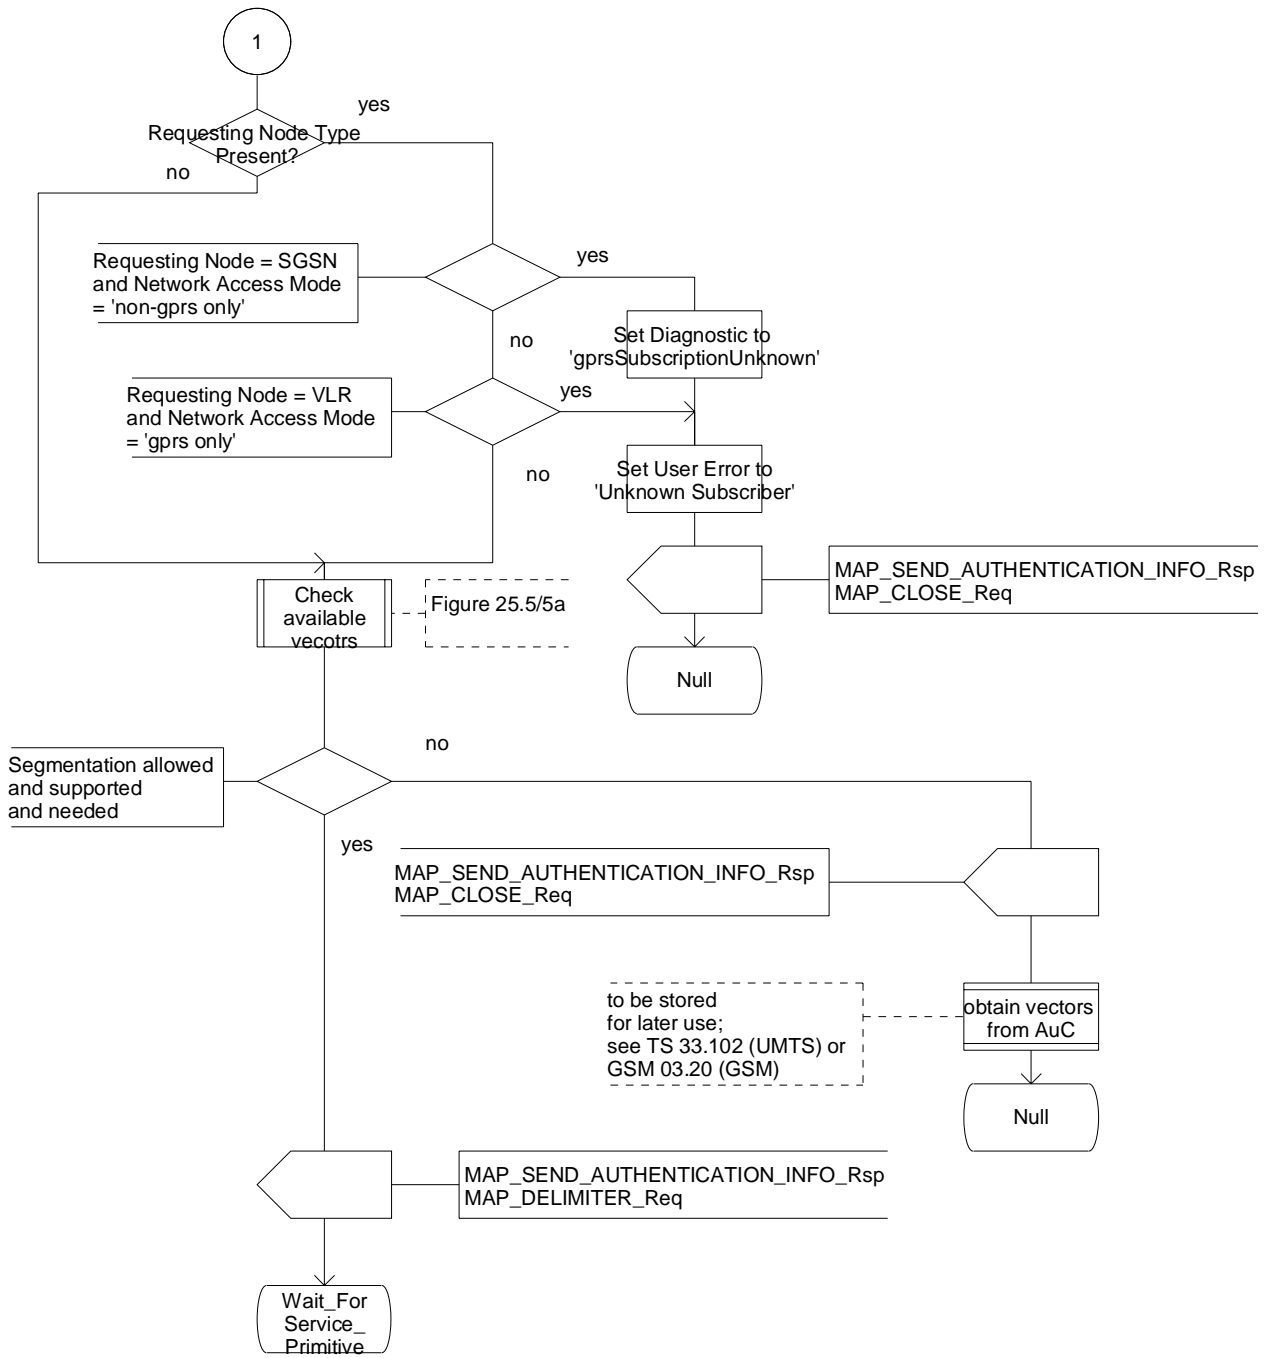 1
yes
Requesting Node Type
Present?
no
yes
Requesting Node = SGSN
and Network Access Mode
= 'non-gprs only'
Set Diagnostic to
'gprsSubscriptionUnknown'
no
yes
Requesting Node = VLR
and Network Access Mode
= 'gprs only'
Set User Error to
'Unknown Subscriber'
no
MAP_SEND_AUTHENTICATION_INFO_Rsp
MAP_CLOSE_Req
Check
available
vecotrs
Figure 25.5/5a
Null
no
Segmentation allowed
and supported
and needed
yes
MAP_SEND_AUTHENTICATION_INFO_Rsp
MAP_CLOSE_Req
to be stored
for later use;
see TS 33.102 (UMTS) or
GSM 03.20 (GSM)
obtain vectors
from AuC
Null
MAP_SEND_AUTHENTICATION_INFO_Rsp
MAP_DELIMITER_Req
Wait_For
Service_
Primitive